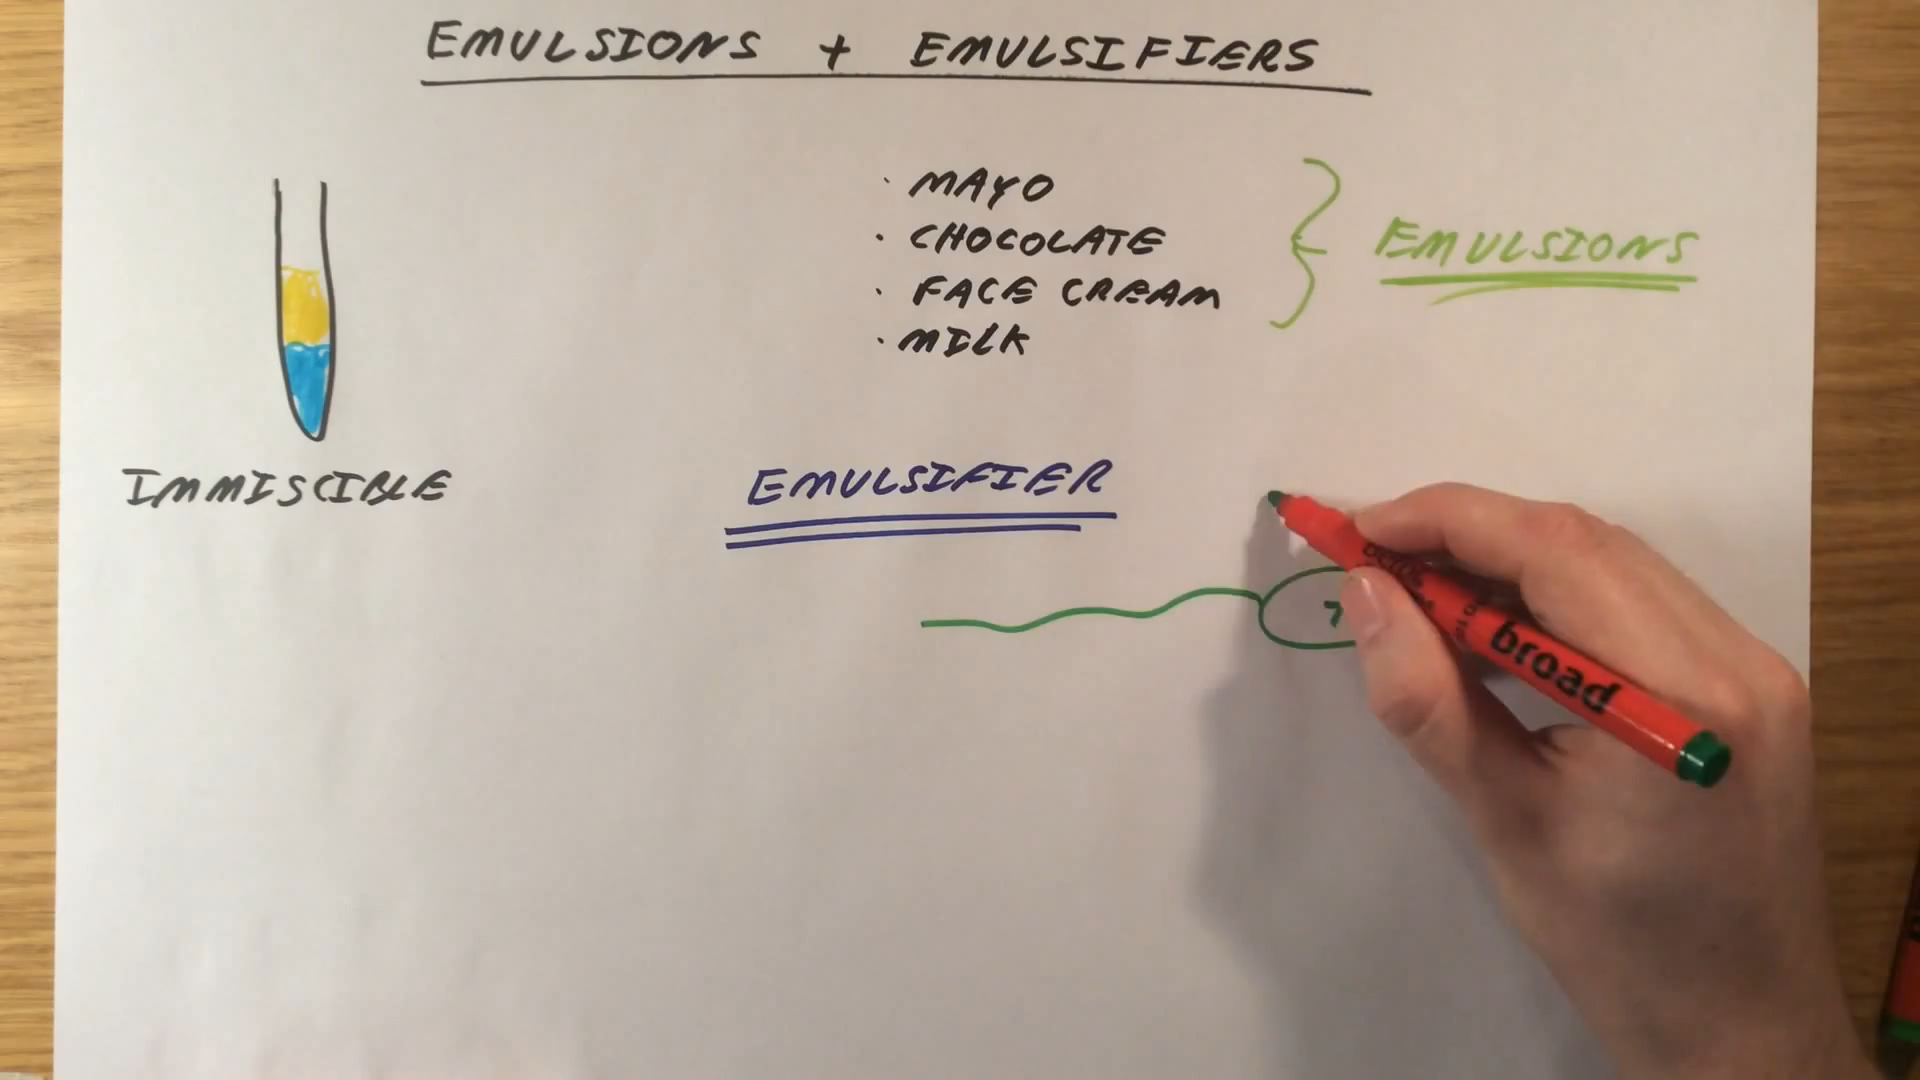 EMULSIONS + EMULSIFIERS
· MAYO
· CHOCOLATE
· FACE CREAM
· MILK
EMULSIONS
IMMISCIBLE
EMULSIFIER
broad